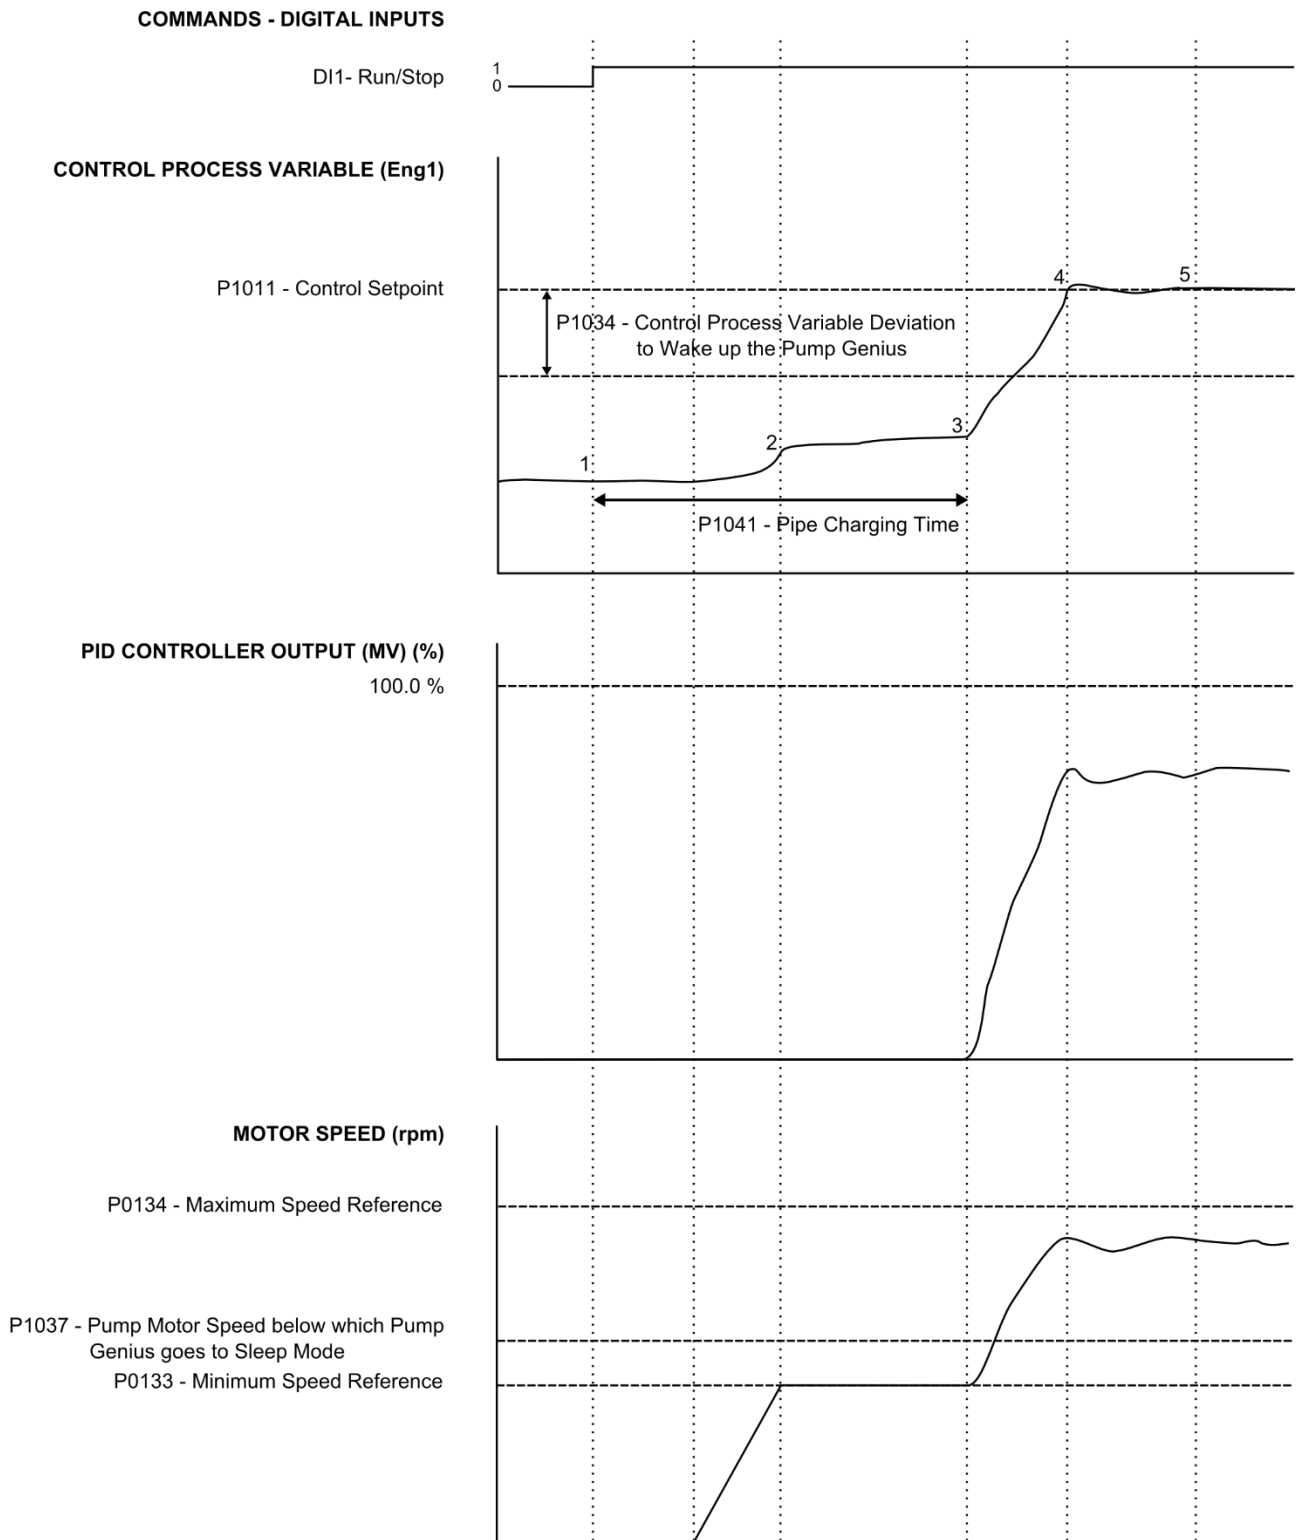 COMMANDS - DIGITAL INPUTS
DI1- Run/Stop
1
0
CONTROL PROCESS VARIABLE (Eng1)
P1011 - Control Setpoint
4
5
P1034 - Control Process Variable Deviation
to Wake up the Pump Genius
1
2
3
P1041 - Pipe Charging Time
PID CONTROLLER OUTPUT (MV) (%)
100.0 %
MOTOR SPEED (rpm)
P0134 - Maximum Speed Reference
P1037 - Pump Motor Speed below which Pump
Genius goes to Sleep Mode
P0133 - Minimum Speed Reference